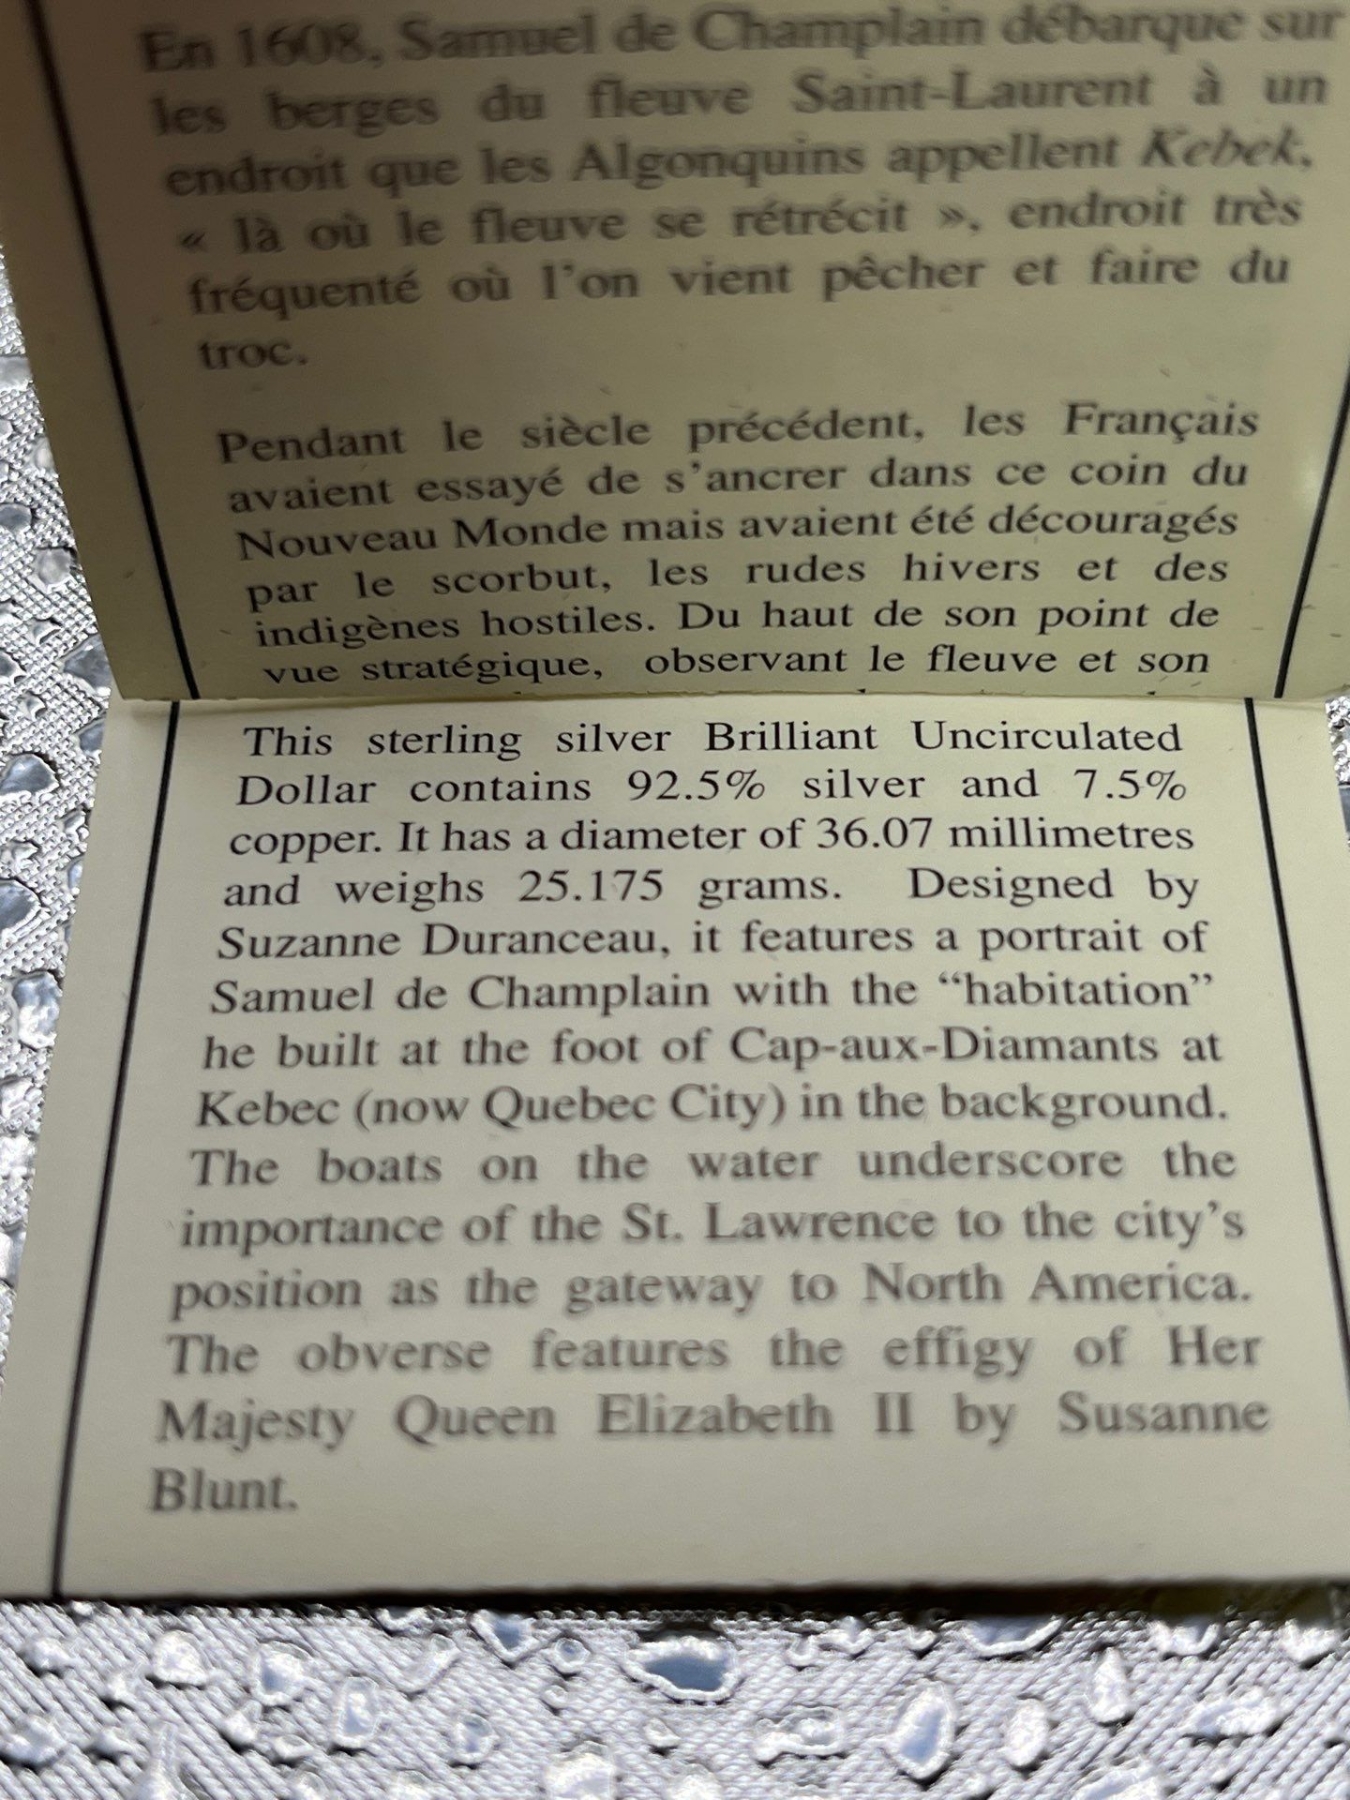 En 1608, Samuel de Champlain débarque sur
les berges du fleuve Saint-Laurent à un
endroit que les Algonquins appellent Kebek,
« là où le fleuve se rétrécit », endroit très
fréquenté où l'on vient pêcher et faire du
troc.
Pendant le siècle précédent, les Français
avaient essayé de s'ancrer dans ce coin du
Nouveau Monde mais avaient été découragés
par le scorbut, les rudes hivers et des
indigènes hostiles. Du haut de son point de
vue stratégique, observant le fleuve et son
This sterling silver Brilliant Uncirculated
Dollar contains 92.5% silver and 7.5%
copper. It has a diameter of 36.07 millimetres
and weighs 25.175 grams. Designed by
Suzanne Duranceau, it features a portrait of
Samuel de Champlain with the “habitation”
he built at the foot of Cap-aux-Diamants at
Kebec (now Quebec City) in the background.
The boats on the water underscore the
importance of the St. Lawrence to the city's
position as the gateway to North America.
The obverse features the effigy of Her
Majesty Queen Elizabeth II by Susanne
Blunt.